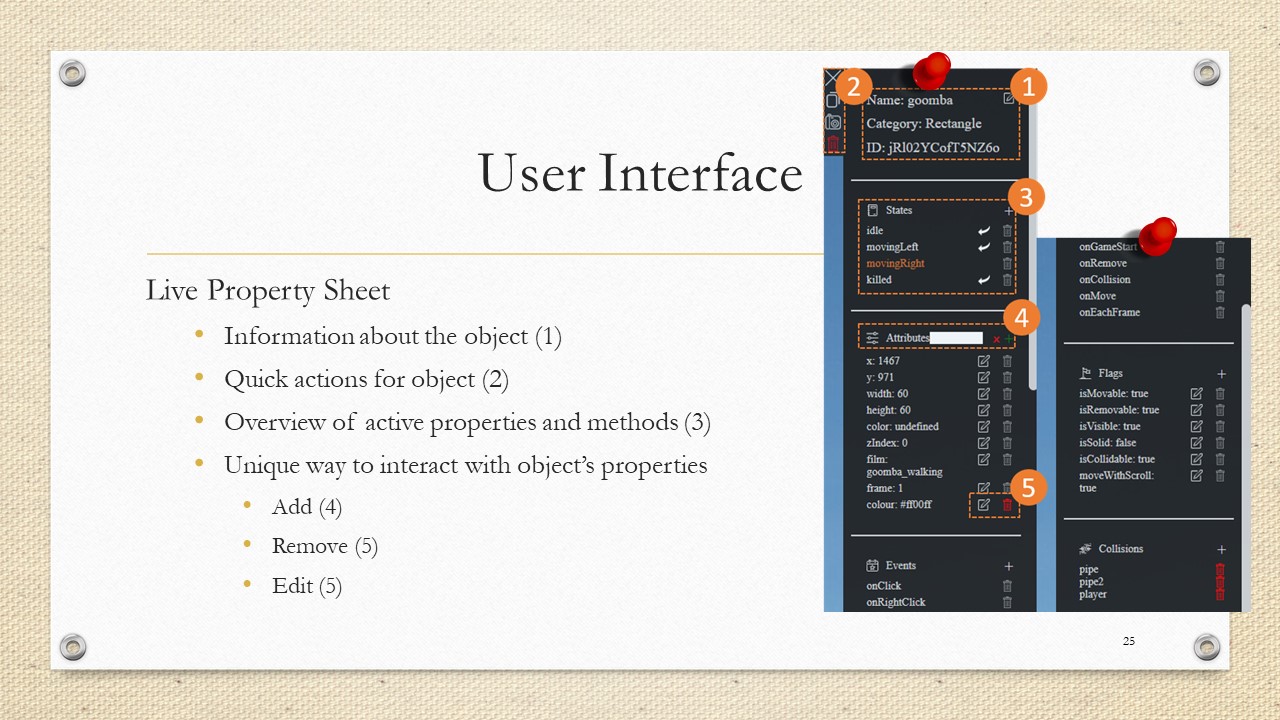 User Interface
Live Property Sheet
• Information about the object (1)
• Quick actions for object (2)
• Overview of active properties and methods (3)
• Unique way to interact with object's properties
• Add (4)
• Remove (5)
• Edit (5)
2
1
Name: goomba
Category: Rectangle
ID: jRl02YCofT5NZ6o
3
States
+
idle
movingLeft
movingRight
killed
4
Attributes
x +
x: 1467
y: 971
width: 60
height: 60
color: undefined
zIndex: 0
film:
goomba_walking
frame: 1
5
colour: #ff00ff
Events
+
onClick
onRightClick
onGameStart
onRemove
onCollision
onMove
onEachFrame
Flags
+
isMovable: true
isRemovable: true
isVisible: true
isSolid: false
isCollidable: true
moveWithScroll:
true
Collisions
+
pipe
pipe2
player
25